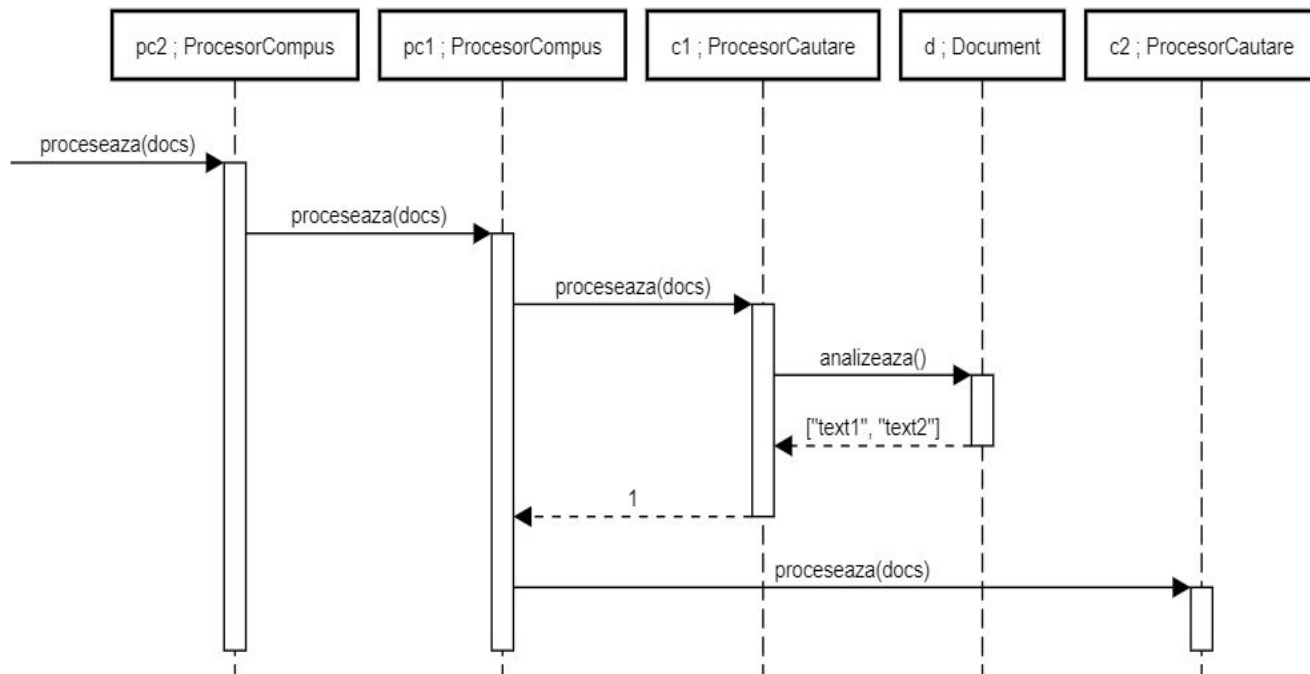 pc2 ; ProcesorCompus
pc1 ; ProcesorCompus
c1 ; ProcesorCautare
d ; Document
c2 ; ProcesorCautare
proceseaza(docs)
proceseaza(docs)
proceseaza(docs)
analizeaza()
["text1", "text2"]
1
proceseaza(docs)